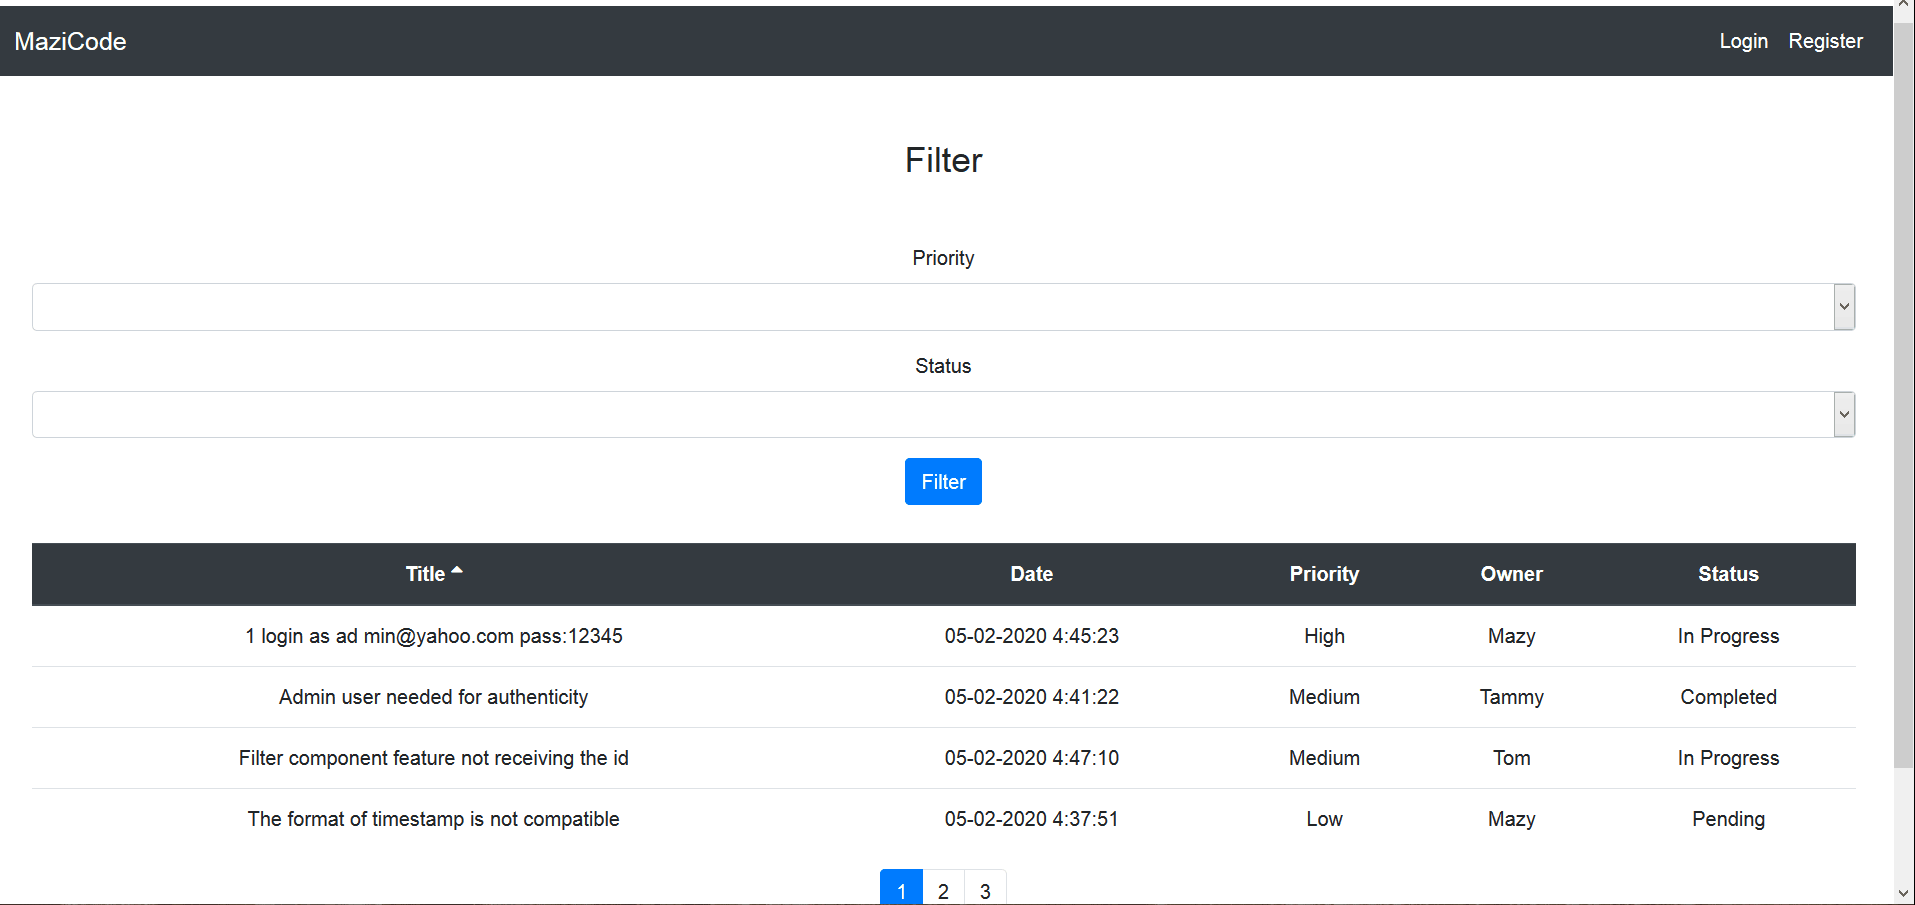 MaziCode Login Register
Filter
Priority
Status
Filter
Title Date Priority Owner Status
1 login as ad min@yahoo.com pass:12345 05-02-2020 4:45:23 High Mazy In Progress
Admin user needed for authenticity 05-02-2020 4:41:22 Medium Tammy Completed
Filter component feature not receiving the id 05-02-2020 4:47:10 Medium Tom In Progress
The format of timestamp is not compatible 05-02-2020 4:37:51 Low Mazy Pending
1 2 3